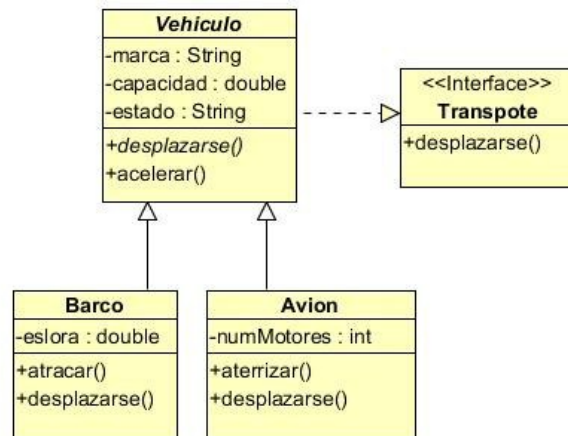 Vehiculo
-marca : String
-capacidad : double
-estado : String
+desplazarse()
+acelerar()
<<Interface>>
Transpote
+desplazarse()
Barco
-eslora : double
+atracar()
+desplazarse()
Avion
-numMotores : int
+aterrizar()
+desplazarse()